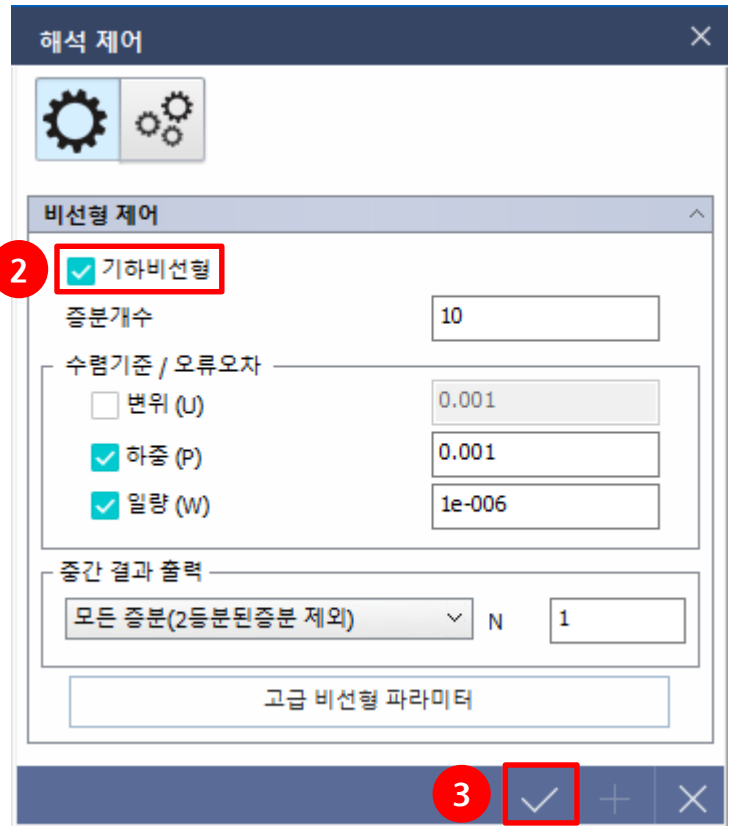 해석 제어
비선형 제어
2
기하비선형
증분개수 10
수렴기준 / 오류오차
변위 (U) 0.001
하중 (P) 0.001
일량 (W) 1e-006
중간 결과 출력
모든 증분(2등분된증분 제외) N 1
고급 비선형 파라미터
3